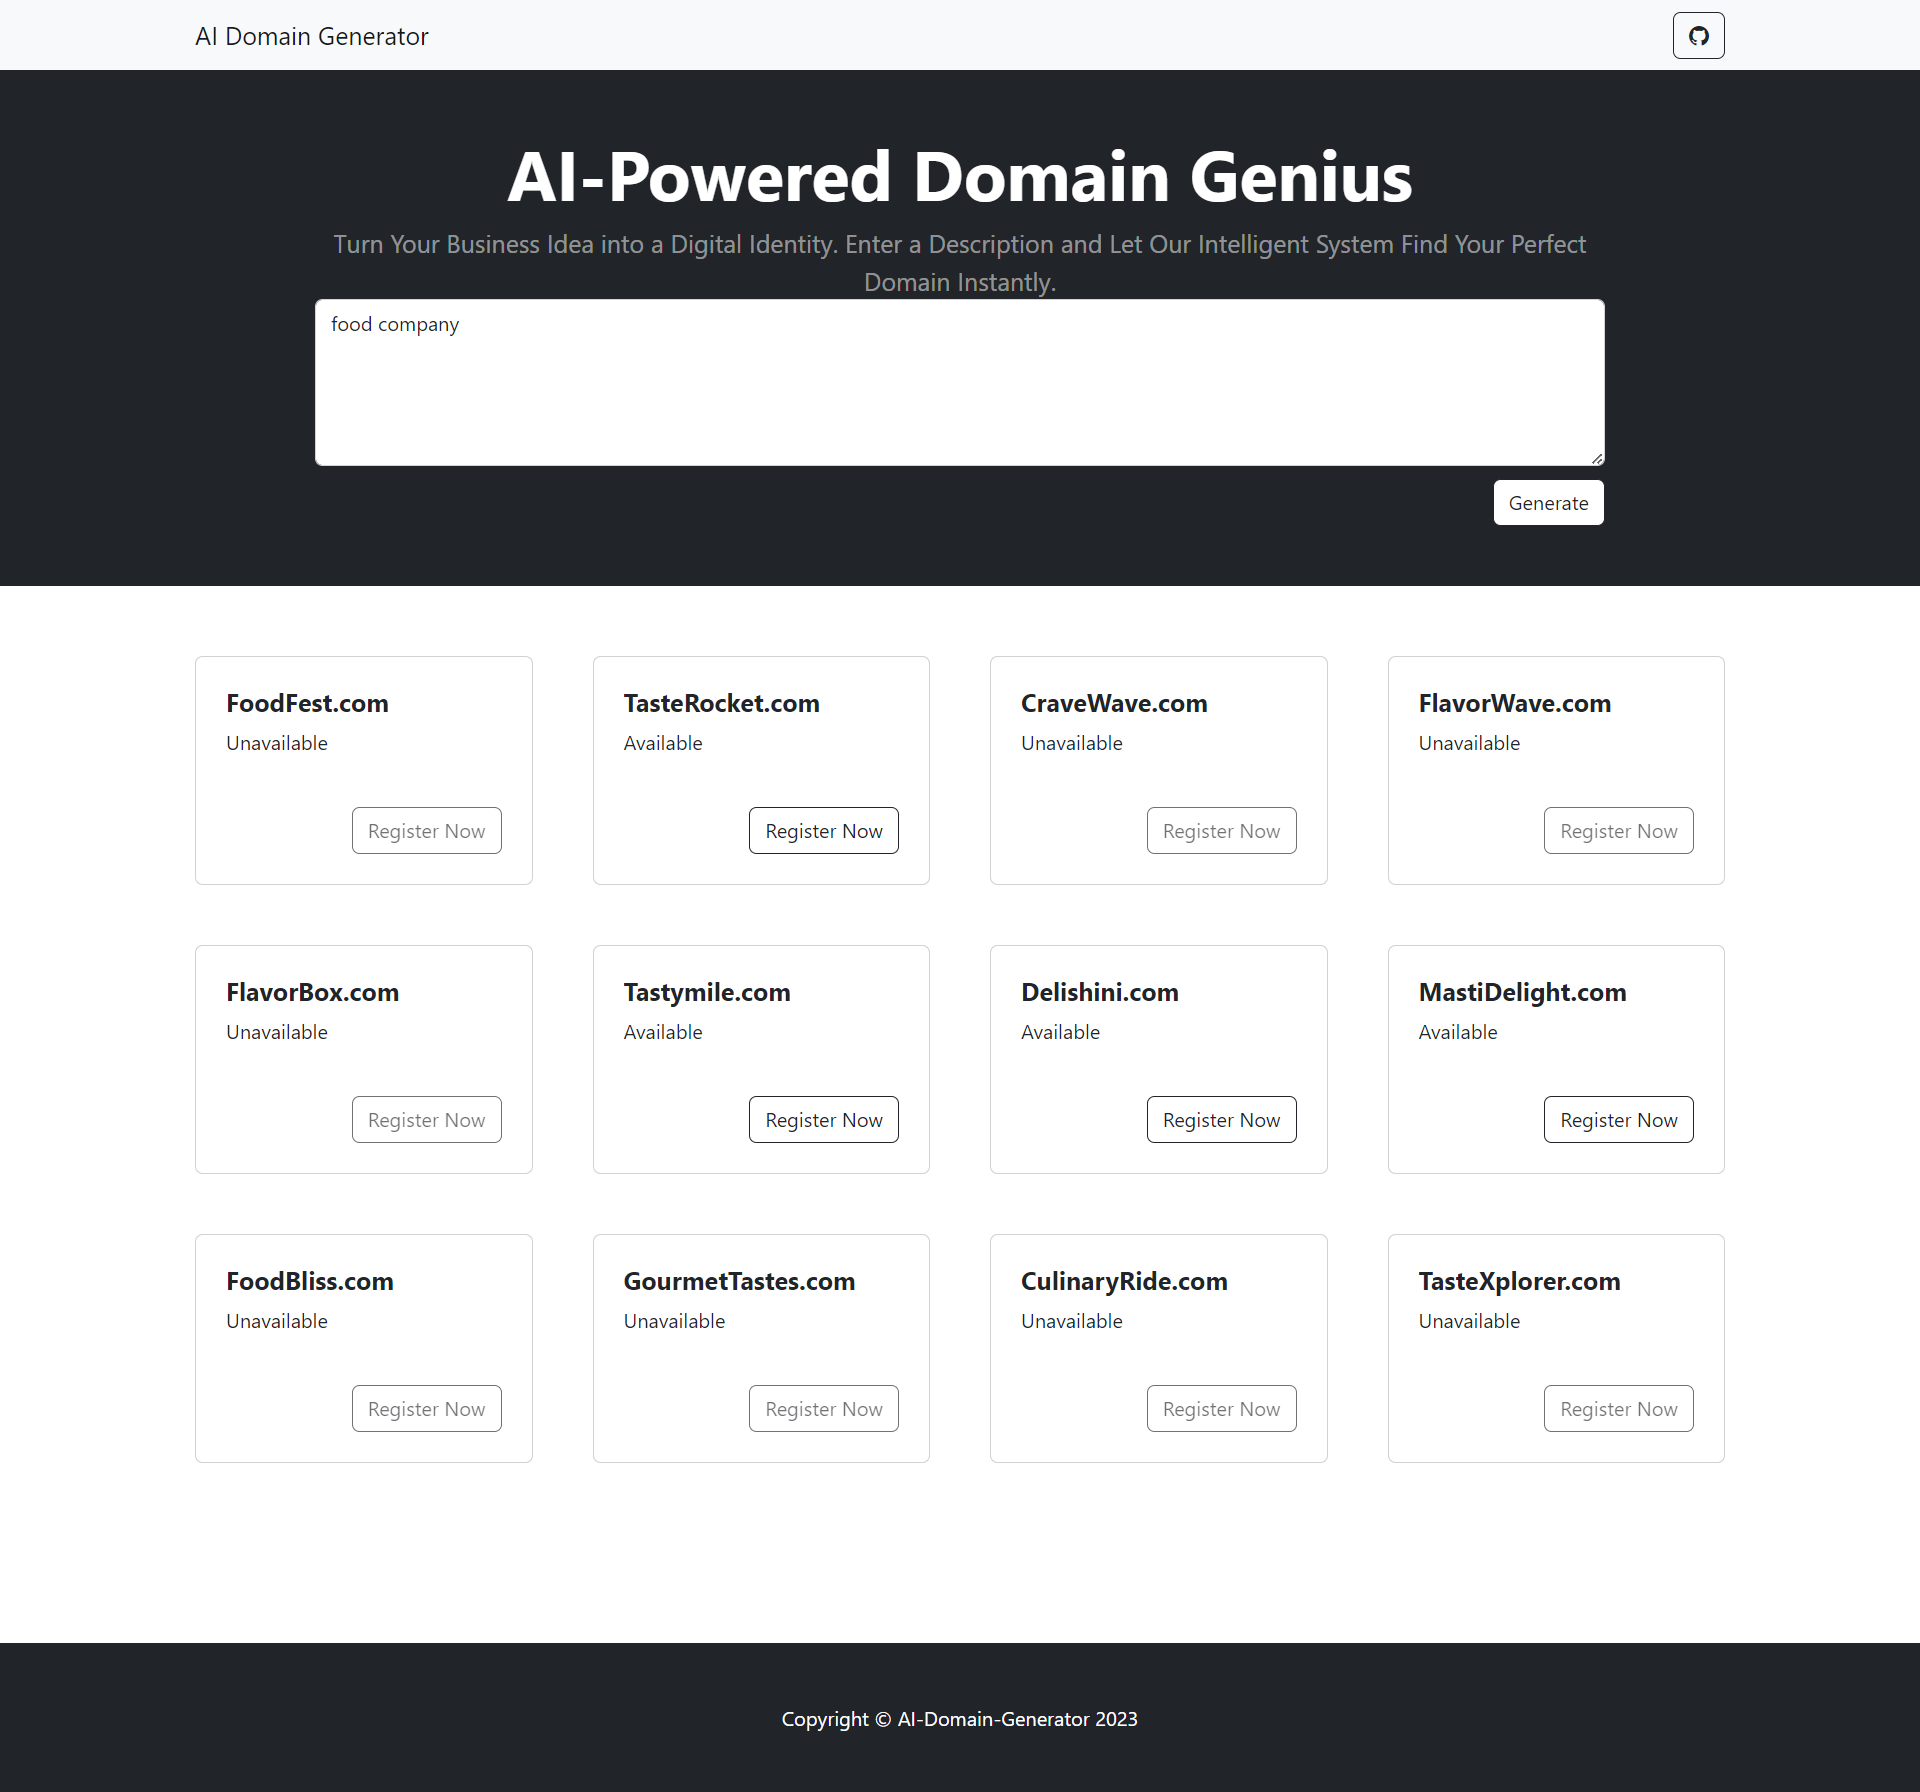 AI Domain Generator
AI-Powered Domain Genius
Turn Your Business Idea into a Digital Identity. Enter a Description and Let Our Intelligent System Find Your Perfect
Domain Instantly.
food company
Generate
FoodFest.com
Unavailable
Register Now
TasteRocket.com
Available
Register Now
CraveWave.com
Unavailable
Register Now
FlavorWave.com
Unavailable
Register Now
FlavorBox.com
Unavailable
Register Now
Tastymile.com
Available
Register Now
Delishini.com
Available
Register Now
MastiDelight.com
Available
Register Now
FoodBliss.com
Unavailable
Register Now
GourmetTastes.com
Unavailable
Register Now
CulinaryRide.com
Unavailable
Register Now
TasteXplorer.com
Unavailable
Register Now
Copyright © AI-Domain-Generator 2023